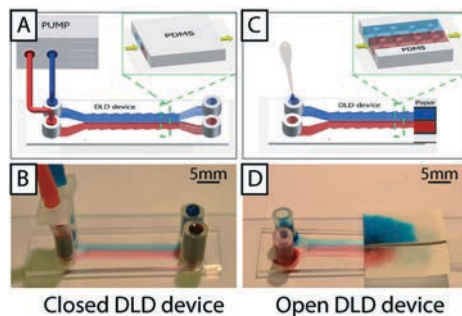 A
PUMP
PDMS
DLD device
C
PDMS
DLD device
Paper
B
5mm
D
5mm
Closed DLD device
Open DLD device